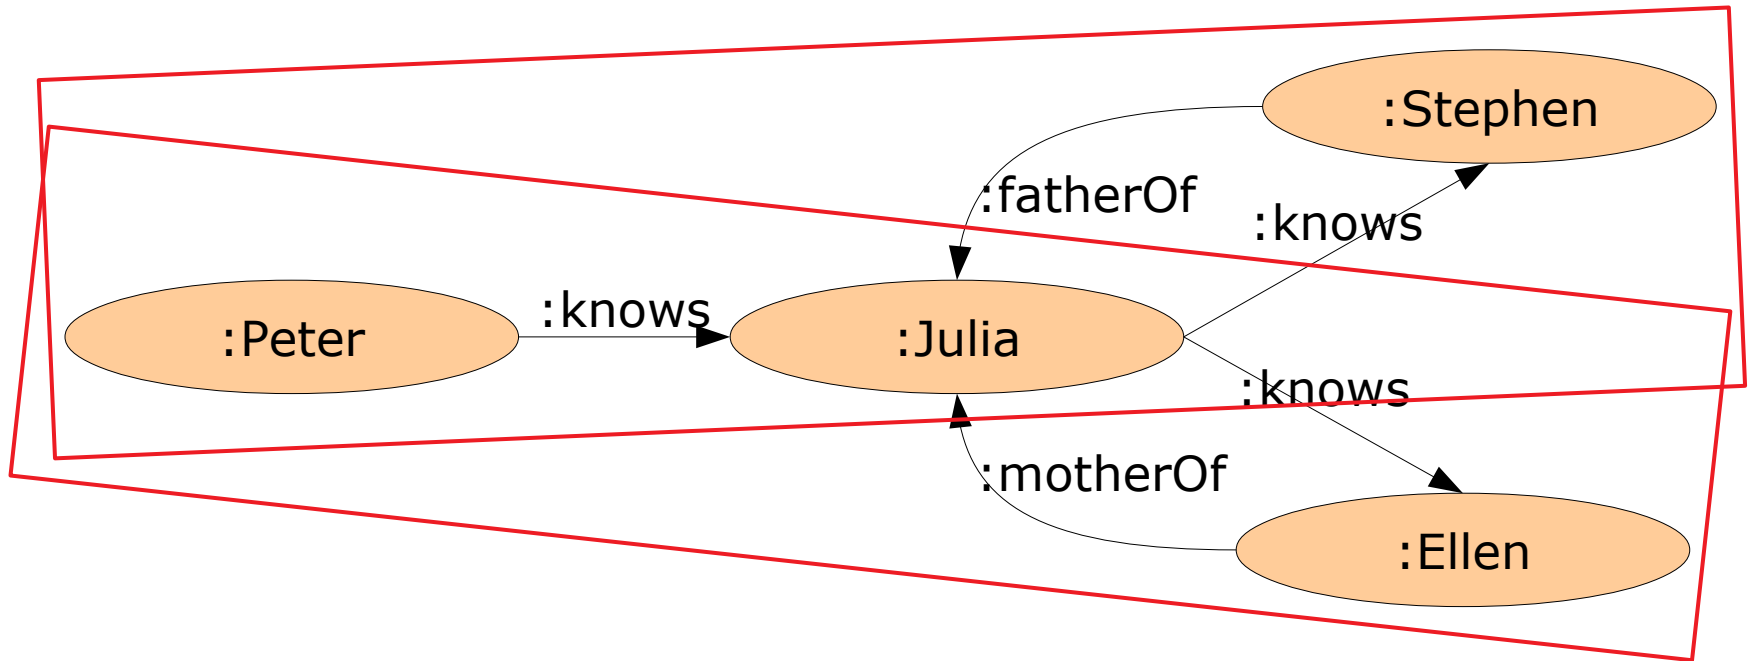 :Stephen
:fatherOf
:knows
:knows
:Peter
:Julia
:knows
:motherOf
:Ellen